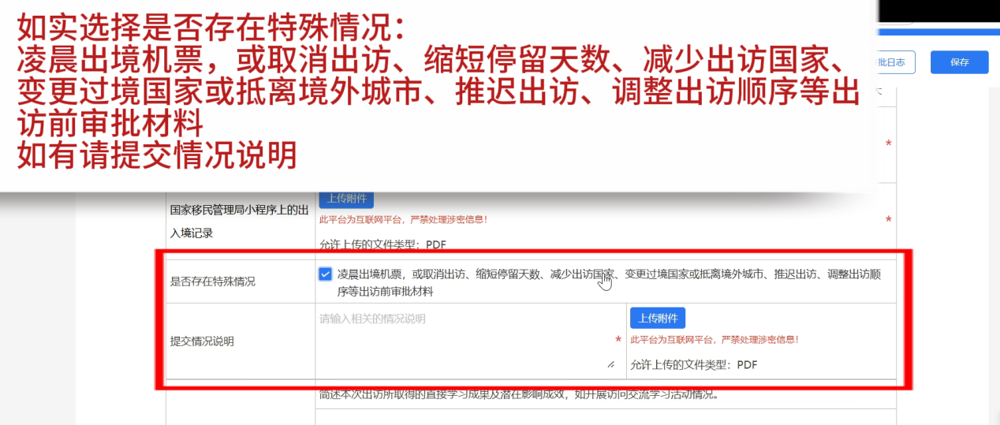 如实选择是否存在特殊情况：
凌晨出境机票，或取消出访、缩短停留天数、减少出访国家、
变更过境国家或抵离境外城市、推迟出访、调整出访顺序等出
访前审批材料
如有请提交情况说明
批日志
保存
*
上传附件
国家移民管理局小程序上的出
入境记录
此平台为互联网平台，严禁处理涉密信息！
*
允许上传的文件类型：PDF
是否存在特殊情况
凌晨出境机票，或取消出访、缩短停留天数、减少出访国家、变更过境国家或抵离境外城市、推迟出访、调整出访顺
序等出访前审批材料
请输入相关的情况说明
上传附件
提交情况说明
*
此平台为互联网平台，严禁处理涉密信息！
允许上传的文件类型：PDF
简述本次出访所取得的直接学习成果及潜在影响成效，如开展访问交流学习活动情况。